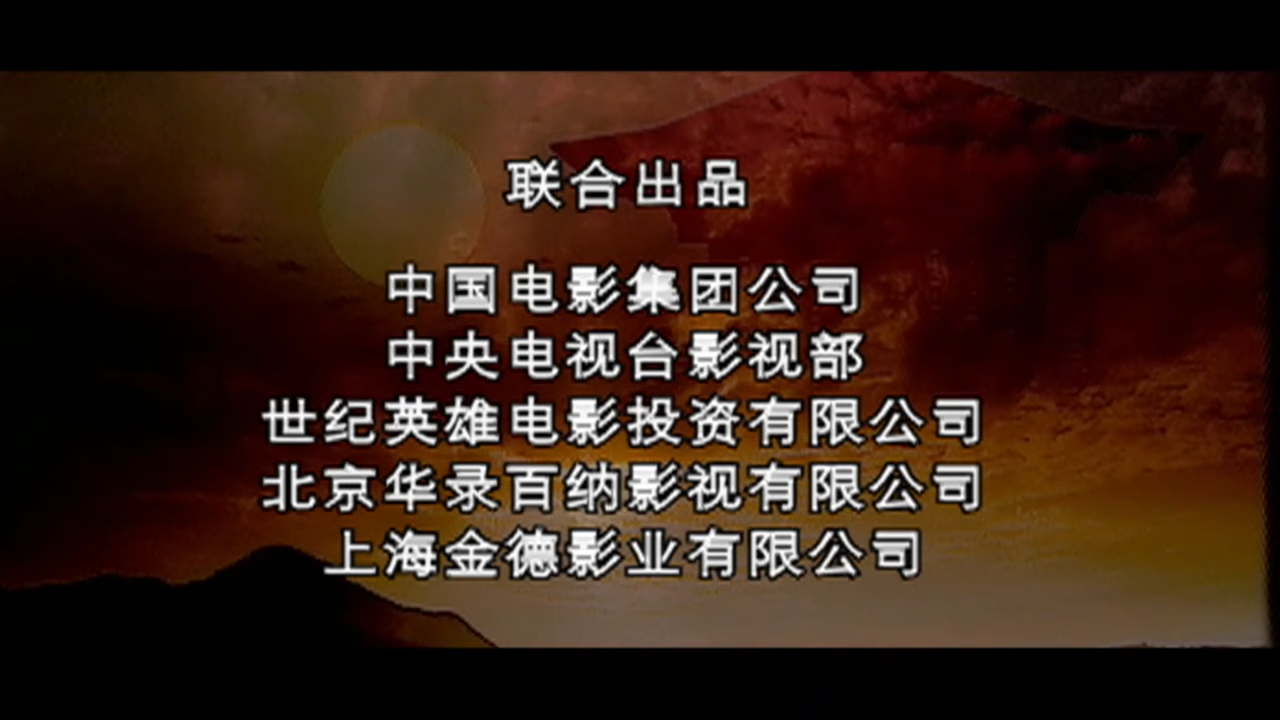 联合出品
中国电影集团公司
中央电视台影视部
世纪英雄电影投资有限公司
北京华录百纳影视有限公司
上海金德影业有限公司